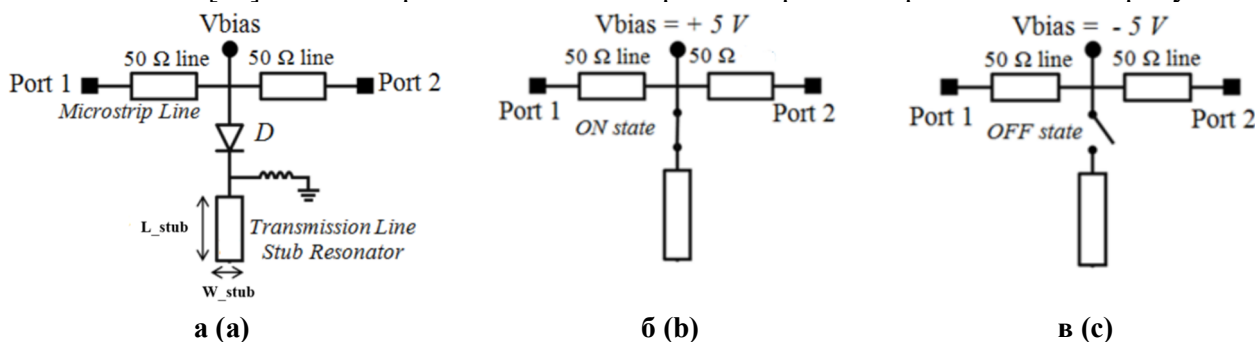 Vbias
50 Ω line 50 Ω line
Port 1 Port 2
Microstrip Line
D
L_stub
Transmission Line
Stub Resonator
W_stub
а (a)
Vbias = + 5 V
50 Ω line 50 Ω
Port 1 Port 2
ON state
б (b)
Vbias = - 5 V
50 Ω line 50 Ω line
Port 1 Port 2
OFF state
в (c)